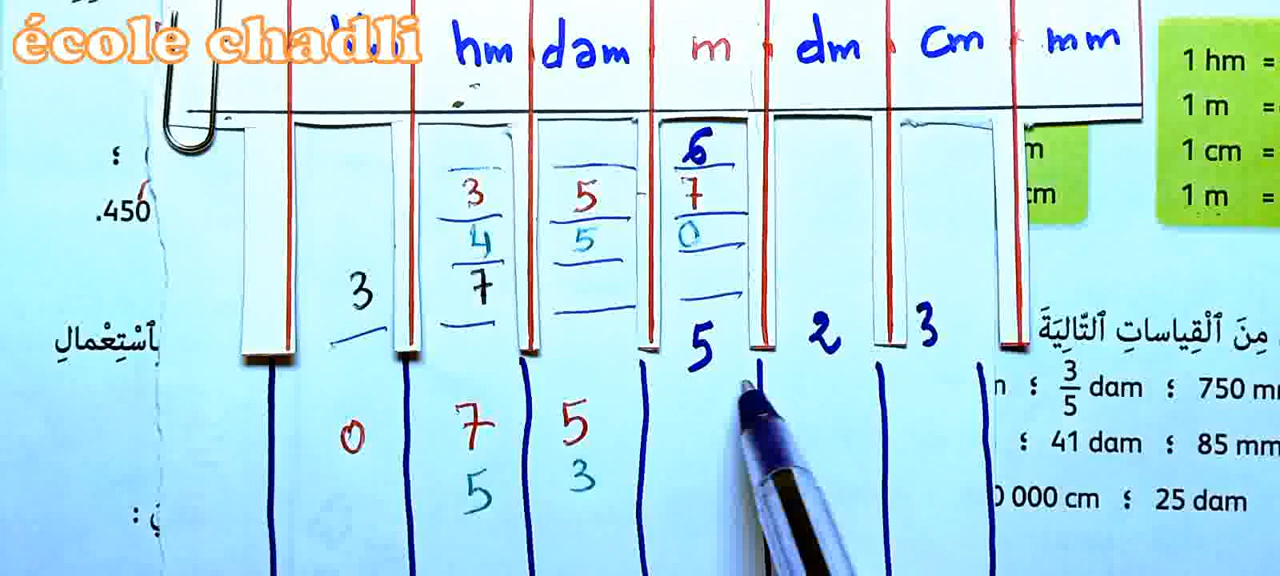 école chadli
hm dam m dm cm mm
1 hm =
1 m =
m 1 cm =
cm 1 m =
؛
.450
6
3 5 7
4 5 0
3 7
5 2 3
بِٱسْتِعْمالِ
مِنَ ٱلْقِياساتِ ٱلتّالِيَةَ
؛ 3/5 dam ؛ 750 m
؛ 41 dam ؛ 85 mm
0 000 cm ؛ 25 dam
0 7 5
5 3
: